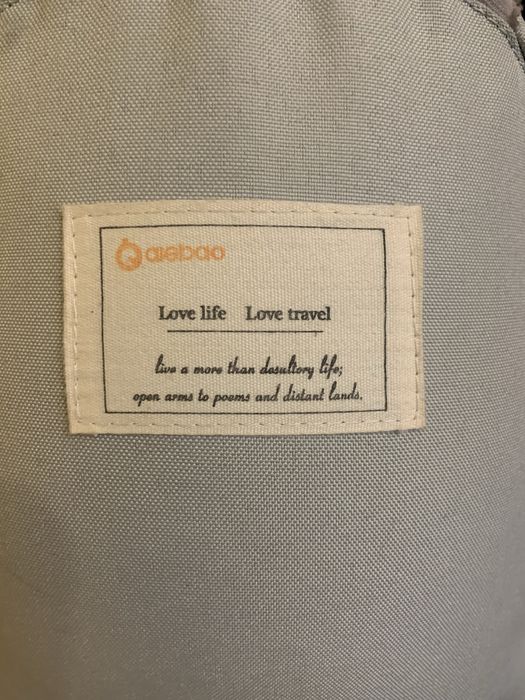 aiebao
Love life Love travel
live a more than desultory life;
open arms to poems and distant lands.